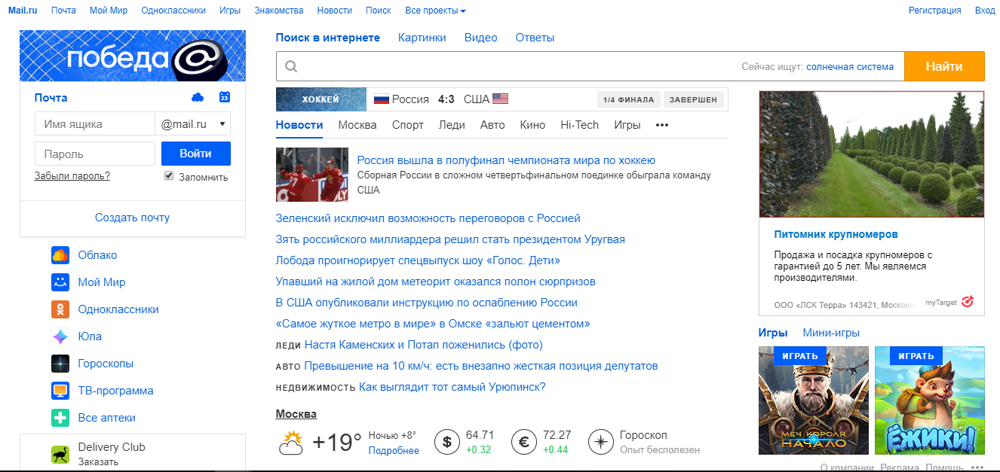 Mail.ru Почта Мой Мир Одноклассники Игры Знакомства Новости Поиск Все проекты Регистрация Вход
победа@
Почта
23
Имя ящика @mail.ru
Пароль Войти
Забыли пароль? Запомнить
Создать почту
Облако
Мой Мир
Одноклассники
Юла
Гороскопы
ТВ-программа
Все аптеки
Delivery Club
Заказать
Поиск в интернете Картинки Видео Ответы
Сейчас ищут: солнечная система Найти
ХОККЕЙ Россия 4:3 США 1/4 ФИНАЛА ЗАВЕРШЕН
Новости Москва Спорт Леди Авто Кино Hi-Tech Игры •••
Россия вышла в полуфинал чемпионата мира по хоккею
Сборная России в сложном четвертьфинальном поединке обыграла команду
США
Зеленский исключил возможность переговоров с Россией
Зять российского миллиардера решил стать президентом Уругвая
Лобода проигнорирует спецвыпуск шоу «Голос. Дети»
Упавший на жилой дом метеорит оказался полон сюрпризов
В США опубликовали инструкцию по ослаблению России
«Самое жуткое метро в мире» в Омске «зальют цементом»
ЛЕДИ Настя Каменских и Потап поженились (фото)
АВТО Превышение на 10 км/ч: есть внезапно жесткая позиция депутатов
НЕДВИЖИМОСТЬ Как выглядит тот самый Урюпинск?
Москва
+19° Ночью +8° $ 64.71 € 72.27 Гороскоп
Подробнее +0.32 +0.44 Опыт бесполезен
Питомник крупномеров
Продажа и посадка крупномеров с
гарантией до 5 лет. Мы являемся
производителями.
ООО «ЛСК Терра» 143421, Московс myTarget
Игры Мини-игры
ИГРАТЬ ИГРАТЬ
МЕЧ КОРОЛЯ
НАЧАЛО
ЁЖИКИ!
О компании Реклама Помощь •••